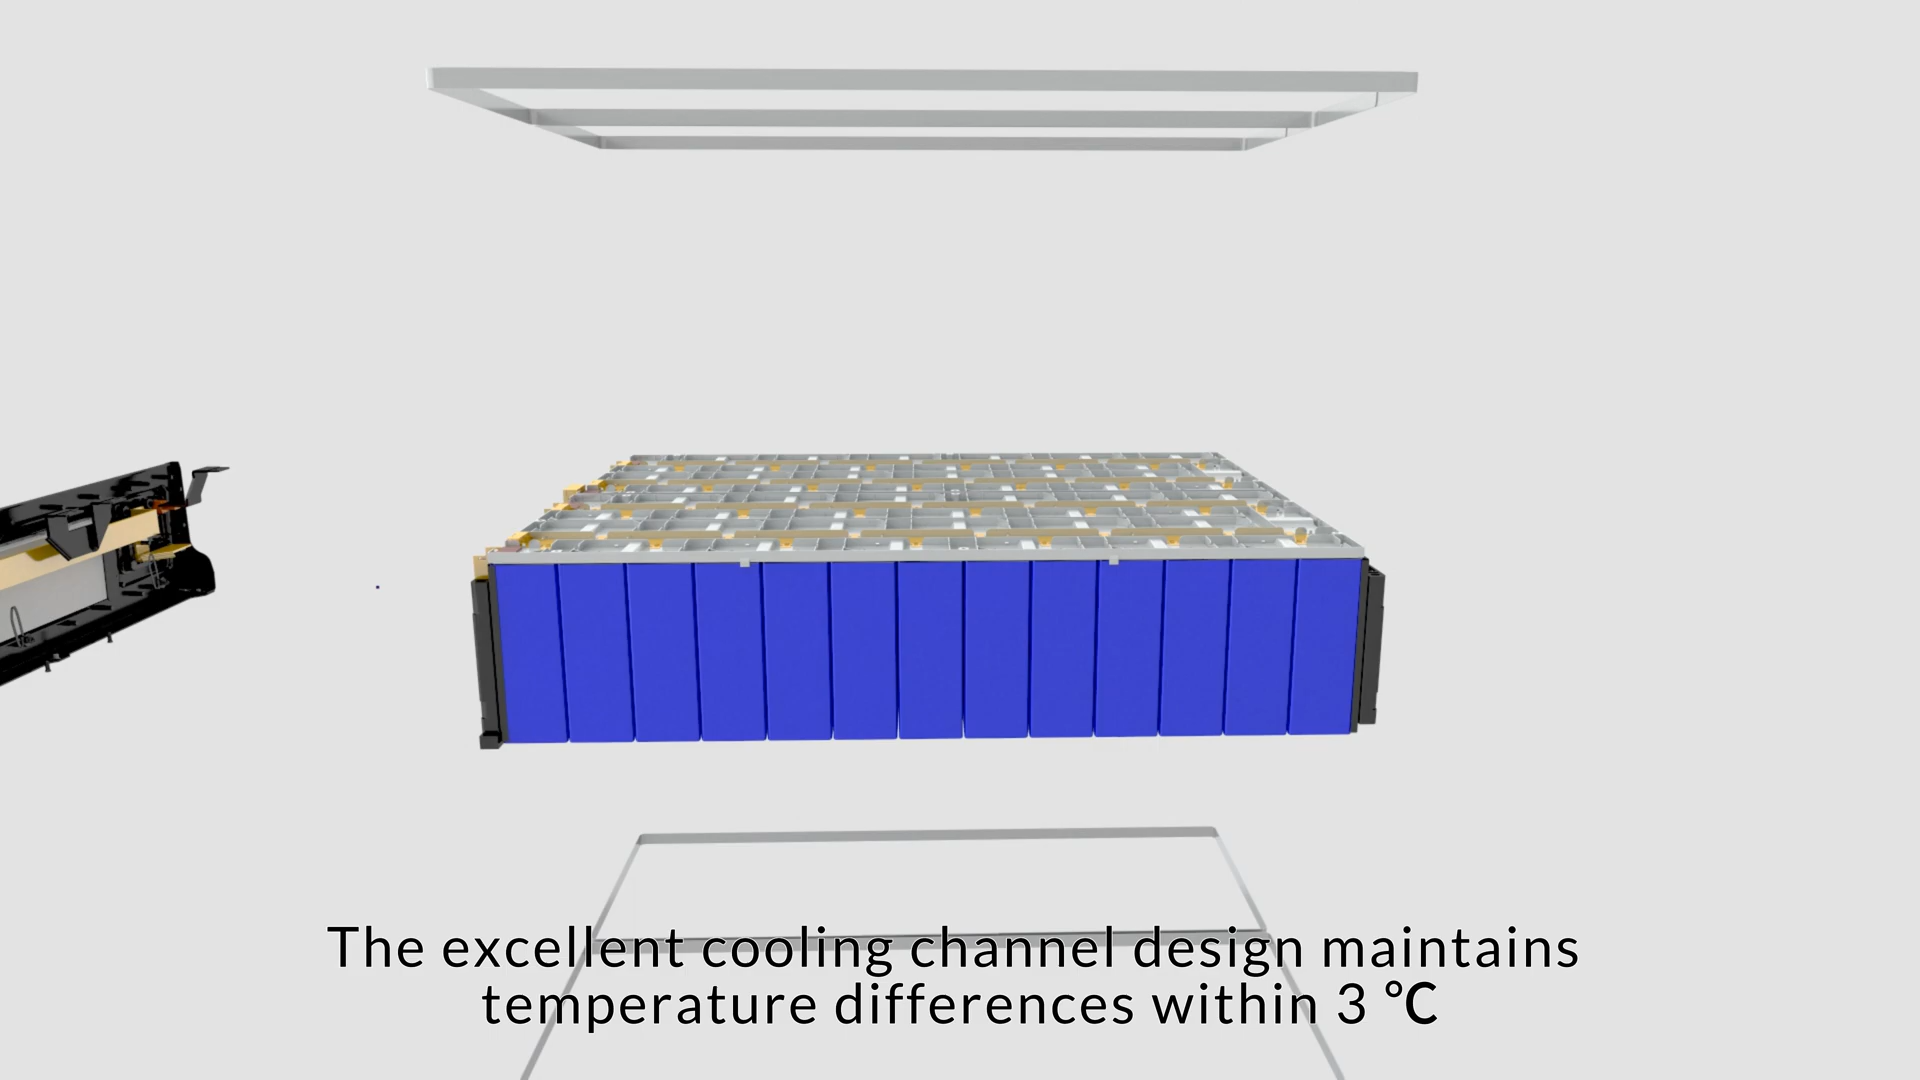 The excellent cooling channel design maintains
temperature differences within 3 ℃